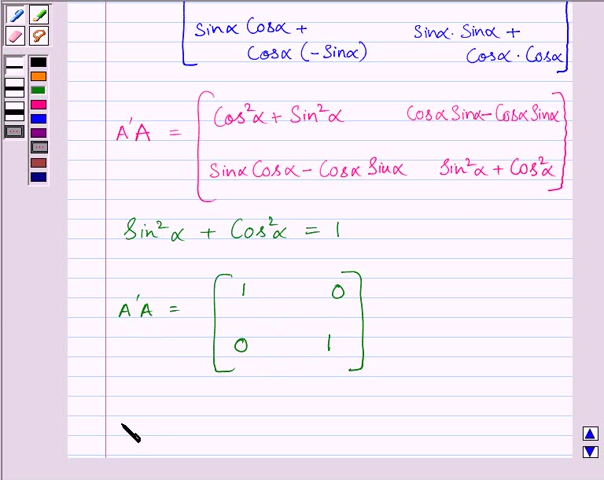 Sinα Cosα + Sinα. Sinα +
Cosα (-Sinα) Cosα . Cosα
A'A = [ Cos²α + Sin²α Cosα Sinα - Cosα Sinα
Sinα Cosα - Cosα Sinα Sin²α + Cos²α ]
Sin²α + Cos²α = 1
A'A = [ 1 0
0 1 ]